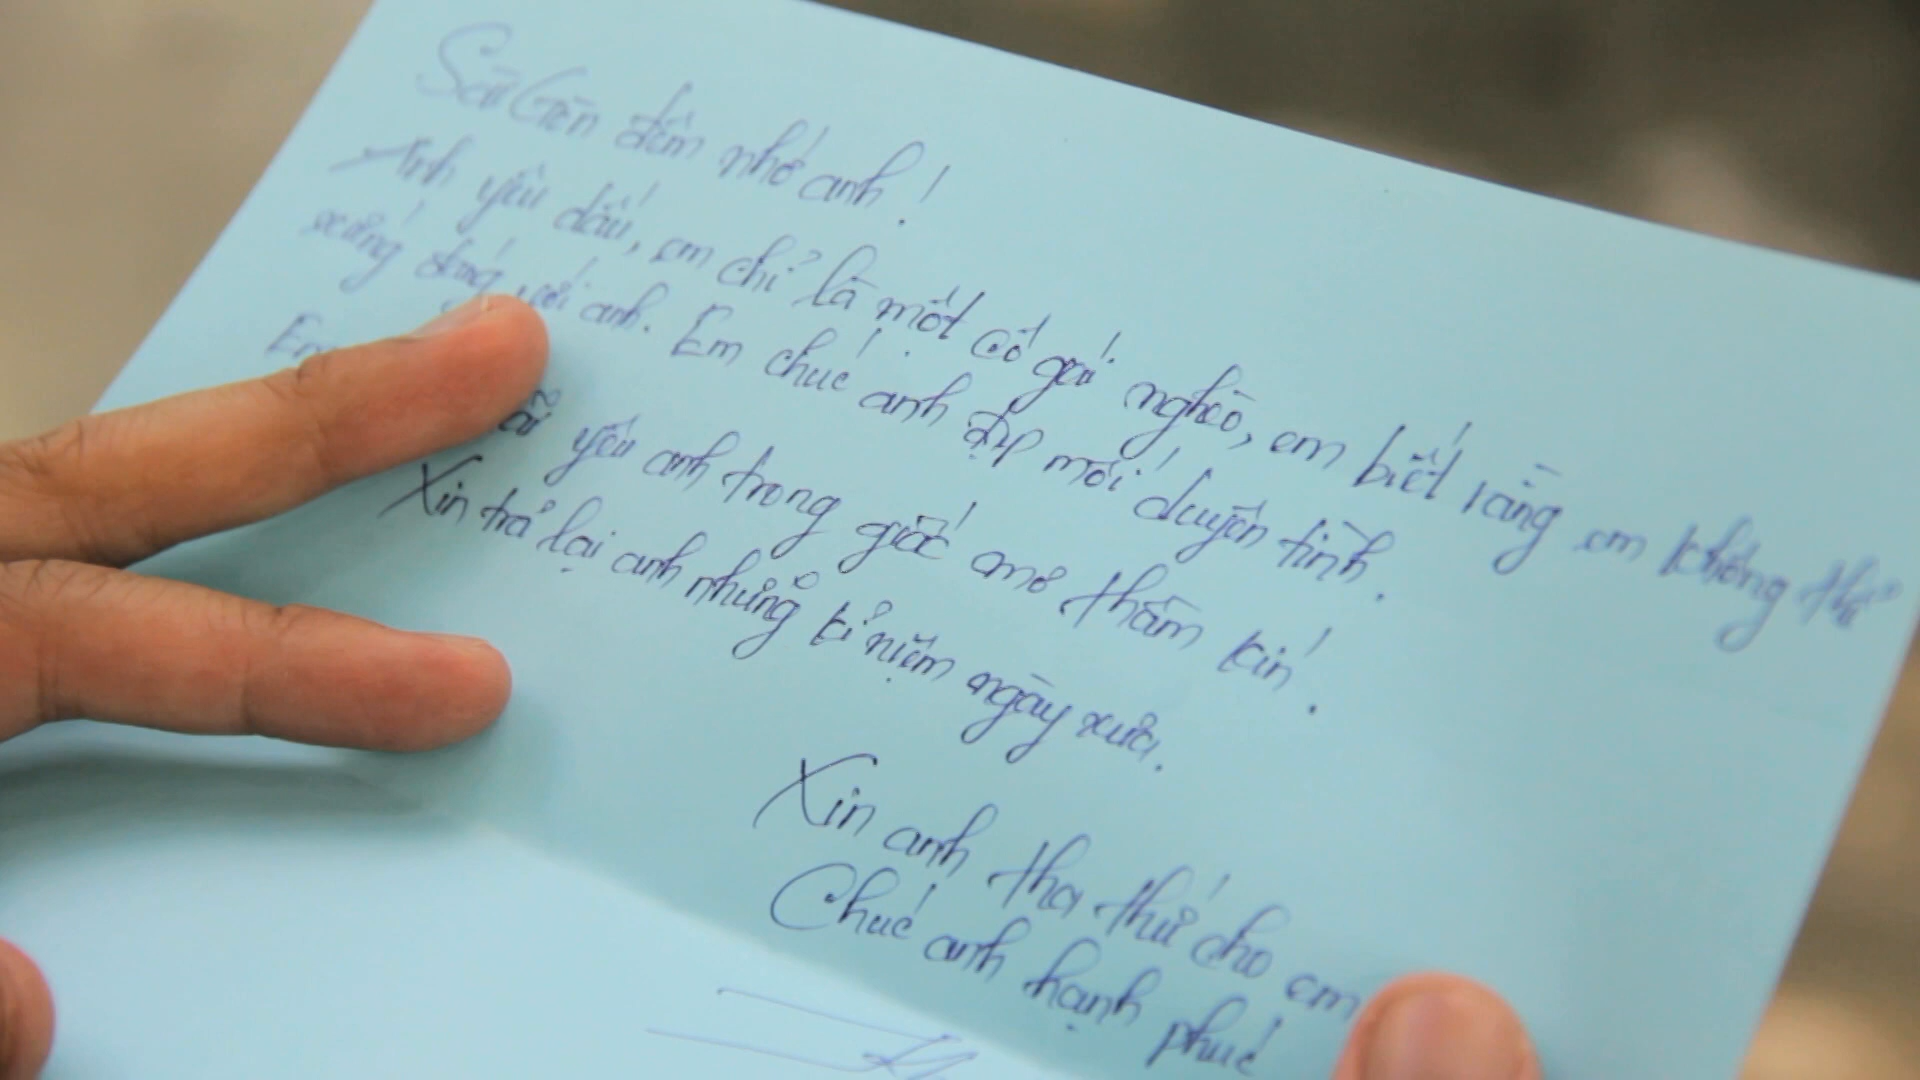 Sài Gòn đêm nhớ anh!
Anh yêu dấu, em chỉ là một cô gái nghèo, em biết rằng em không thể
xứng đáng với anh. Em chúc anh đẹp mối duyên tình.
Em yêu anh trong giấc mơ thầm kín.
Xin trả lại anh những kỉ niệm ngày xưa.
Xin anh tha thứ cho em
Chúc anh hạnh phúc